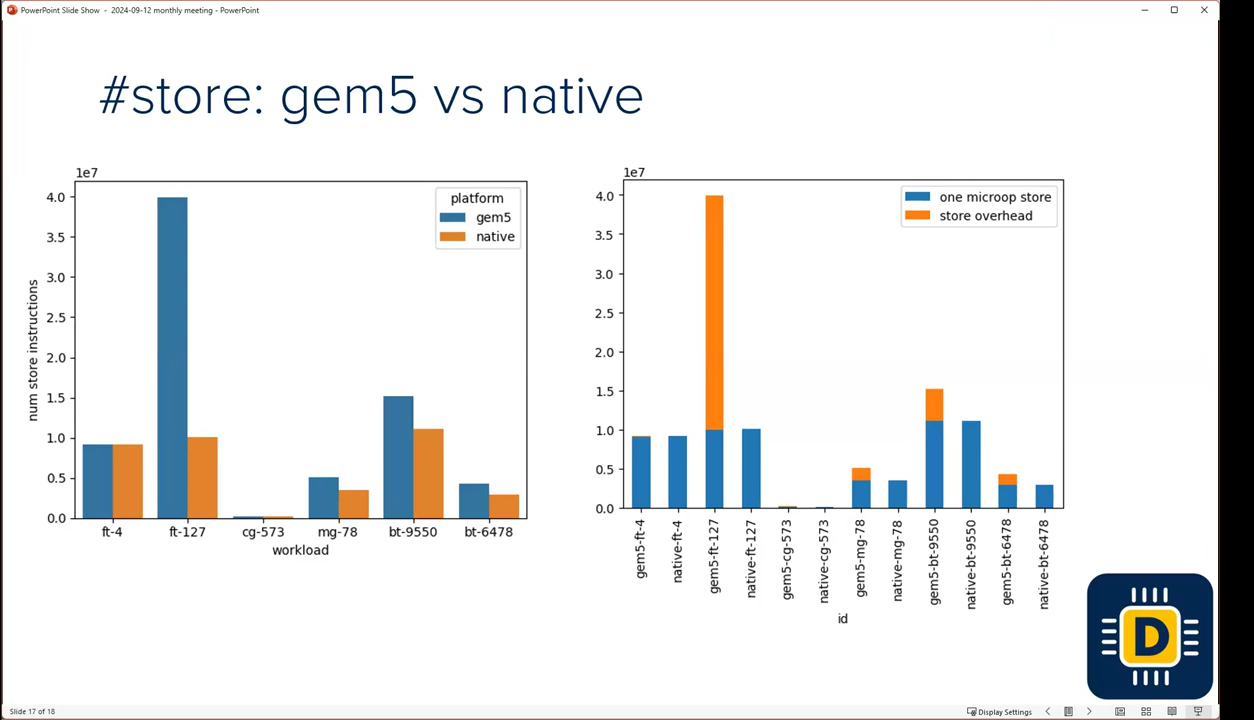 PowerPoint Slide Show - 2024-09-12 monthly meeting - PowerPoint
#store: gem5 vs native
1e7
4.0
3.5
3.0
2.5
2.0
1.5
1.0
0.5
0.0
num store instructions
platform
gem5
native
ft-4
ft-127
cg-573
mg-78
bt-9550
bt-6478
workload
1e7
4.0
3.5
3.0
2.5
2.0
1.5
1.0
0.5
0.0
one microop store
store overhead
gem5-ft-4
native-ft-4
gem5-ft-127
native-ft-127
gem5-cg-573
native-cg-573
gem5-mg-78
native-mg-78
gem5-bt-9550
native-bt-9550
gem5-bt-6478
native-bt-6478
id
D
Slide 17 of 18
Display Settings